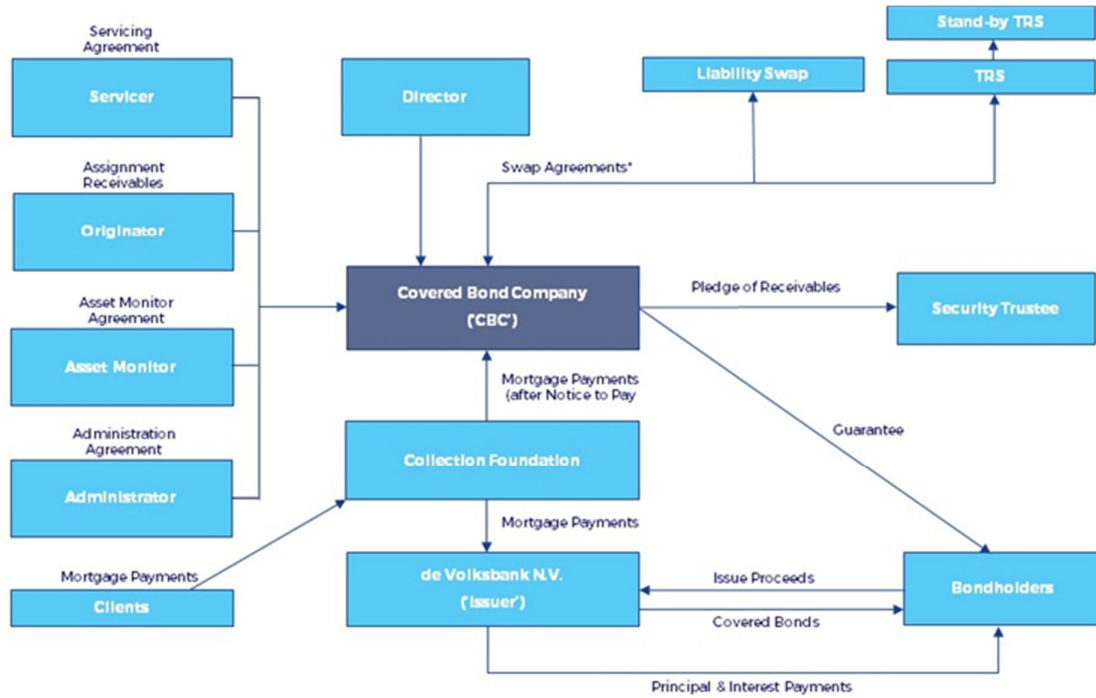 Servicing
Agreement
Servicer
Assignment
Receivables
Originator
Asset Monitor
Agreement
Asset Monitor
Administration
Agreement
Administrator
Mortgage Payments
Clients
Director
Liability Swap
Stand-by TRS
TRS
Swap Agreements*
Covered Bond Company
('CBC')
Pledge of Receivables
Security Trustee
Mortgage Payments
(after Notice to Pay
Guarantee
Collection Foundation
Mortgage Payments
de Volksbank N.V.
('Issuer')
Issue Proceeds
Covered Bonds
Bondholders
Principal & Interest Payments